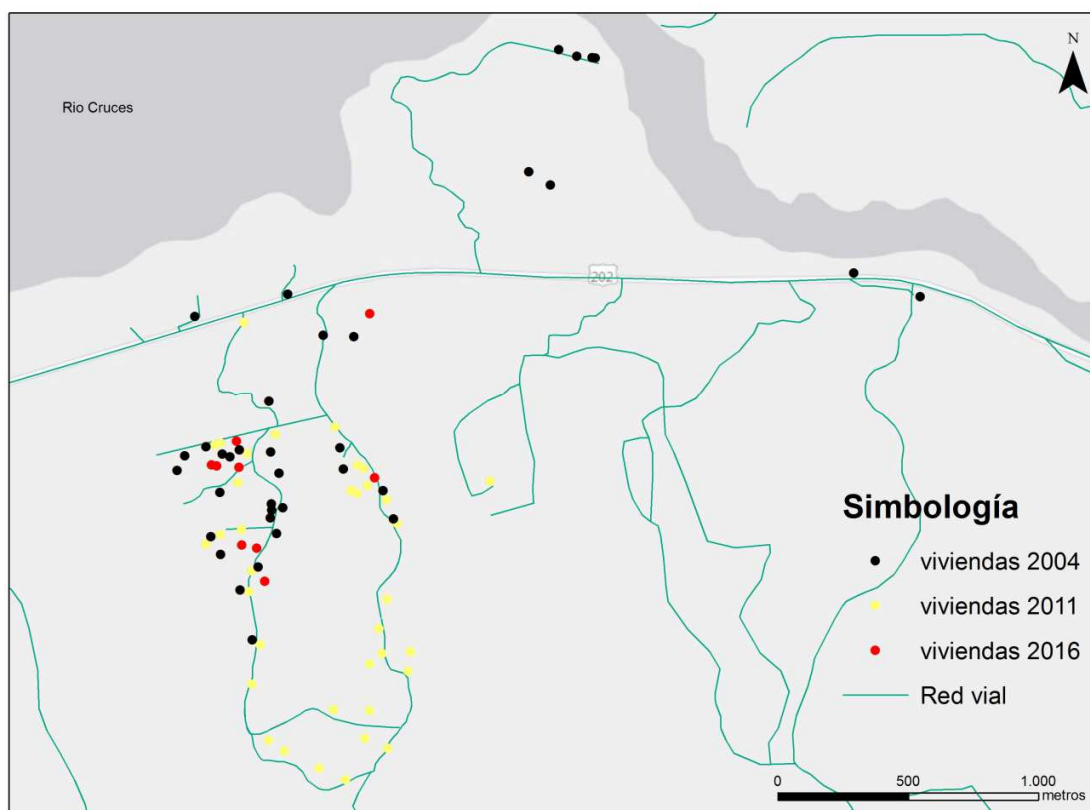 N
Rio Cruces
202
Simbología
viviendas 2004
viviendas 2011
viviendas 2016
Red vial
0 500 1.000
metros